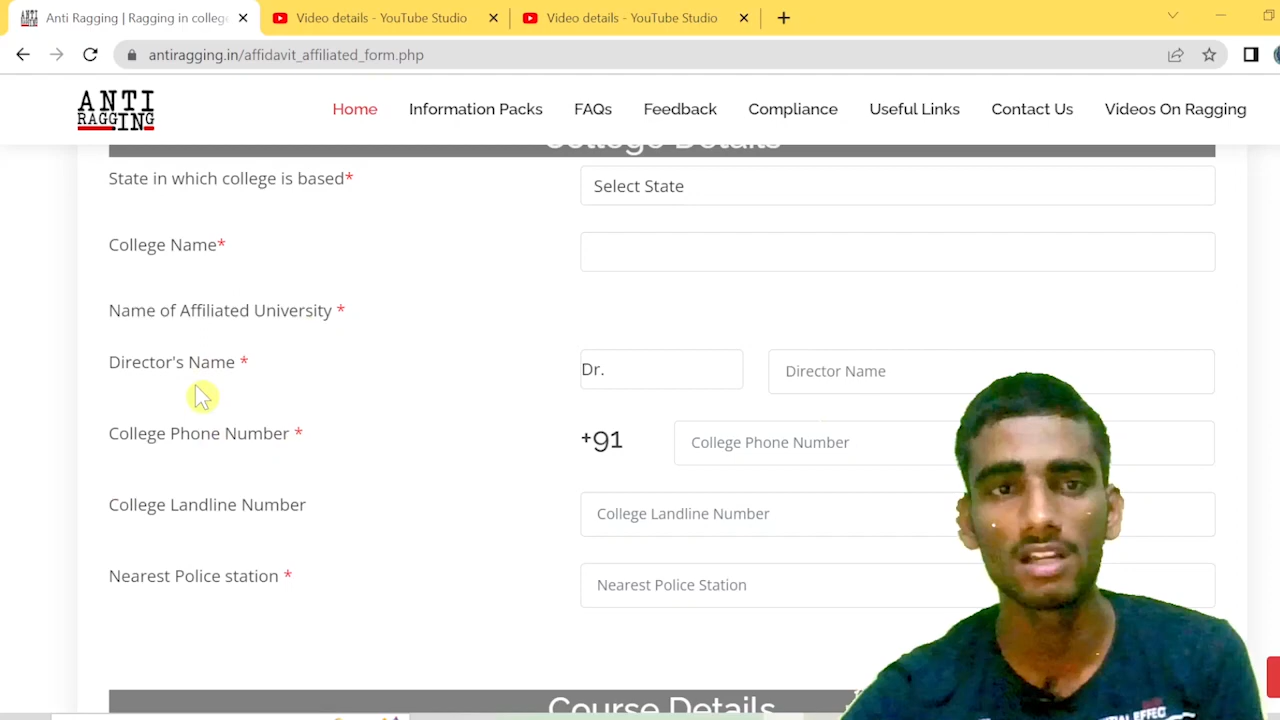 Anti Ragging | Ragging in colleg
Video details - YouTube Studio
Video details - YouTube Studio
antiragging.in/affidavit_affiliated_form.php
ANTI
RAGGING
Home
Information Packs
FAQs
Feedback
Compliance
Useful Links
Contact Us
Videos On Ragging
College Details
State in which college is based*
Select State
College Name*
Name of Affiliated University *
Director's Name *
Dr.
Director Name
College Phone Number *
+91
College Phone Number
College Landline Number
College Landline Number
Nearest Police station *
Nearest Police Station
Course Details